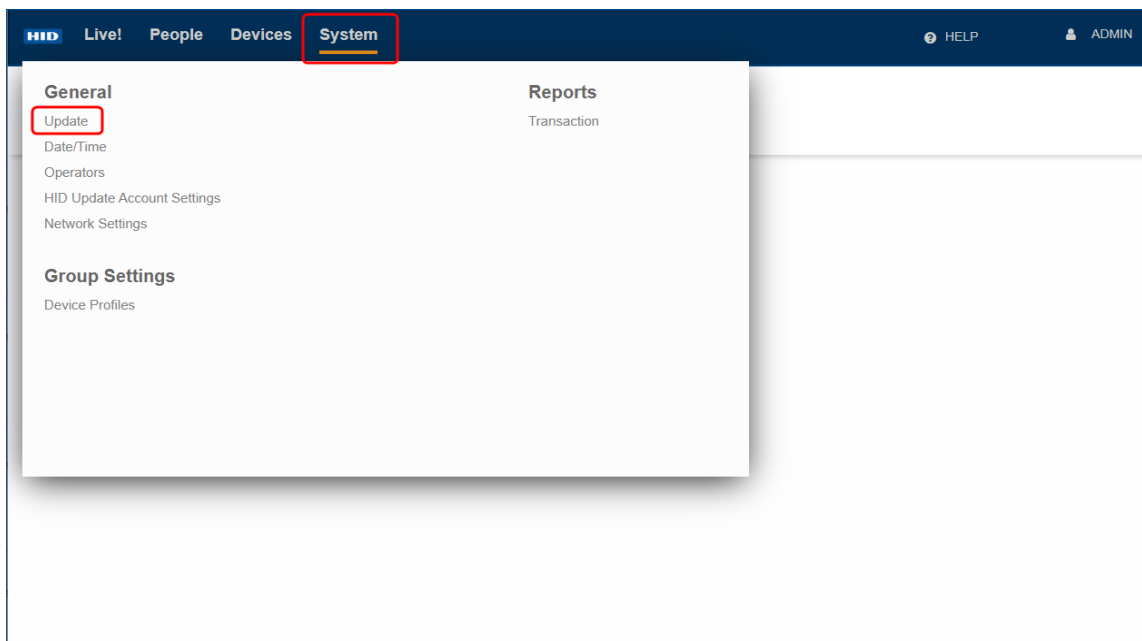 HID Live! People Devices System HELP ADMIN
General
Update
Date/Time
Operators
HID Update Account Settings
Network Settings
Group Settings
Device Profiles
Reports
Transaction